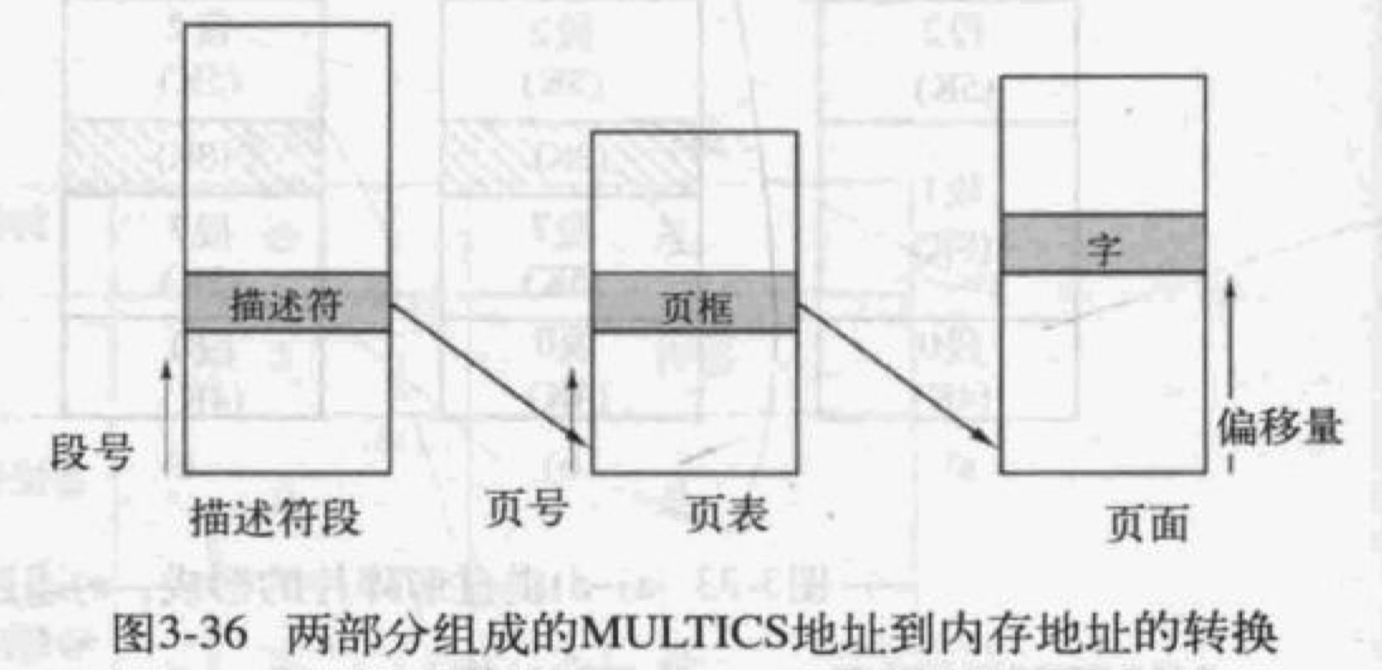 描述符
页框
字
段号
描述符段
页号
页表
偏移量
页面
图3-36 两部分组成的MULTICS地址到内存地址的转换